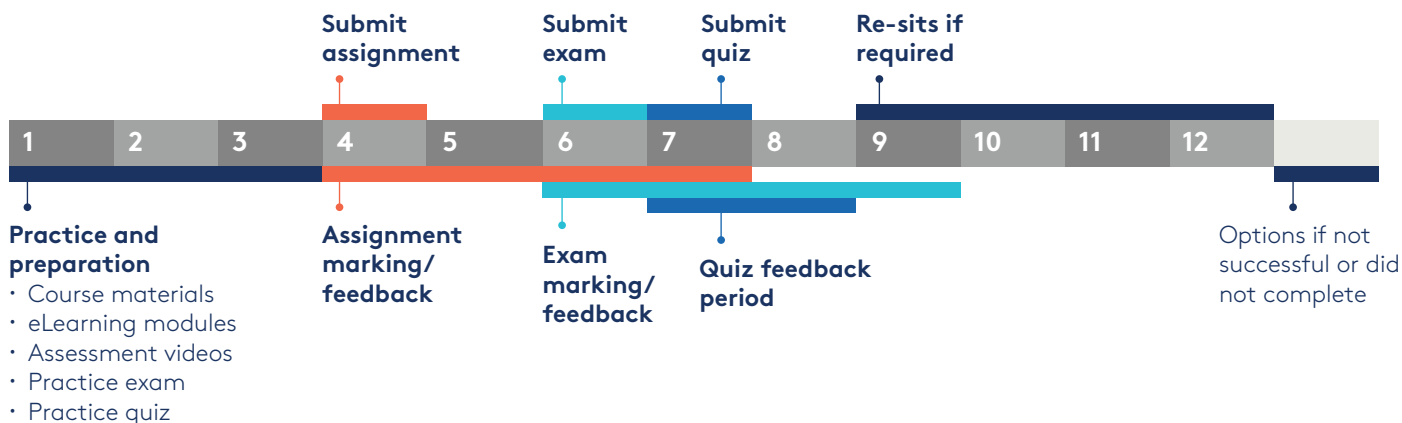 Submit
assignment
Submit
exam
Submit
quiz
Re-sits if
required
1 2 3 4 5 6 7 8 9 10 11 12
Practice and
preparation
· Course materials
· eLearning modules
· Assessment videos
· Practice exam
· Practice quiz
Assignment
marking/
feedback
Exam
marking/
feedback
Quiz feedback
period
Options if not
successful or did
not complete